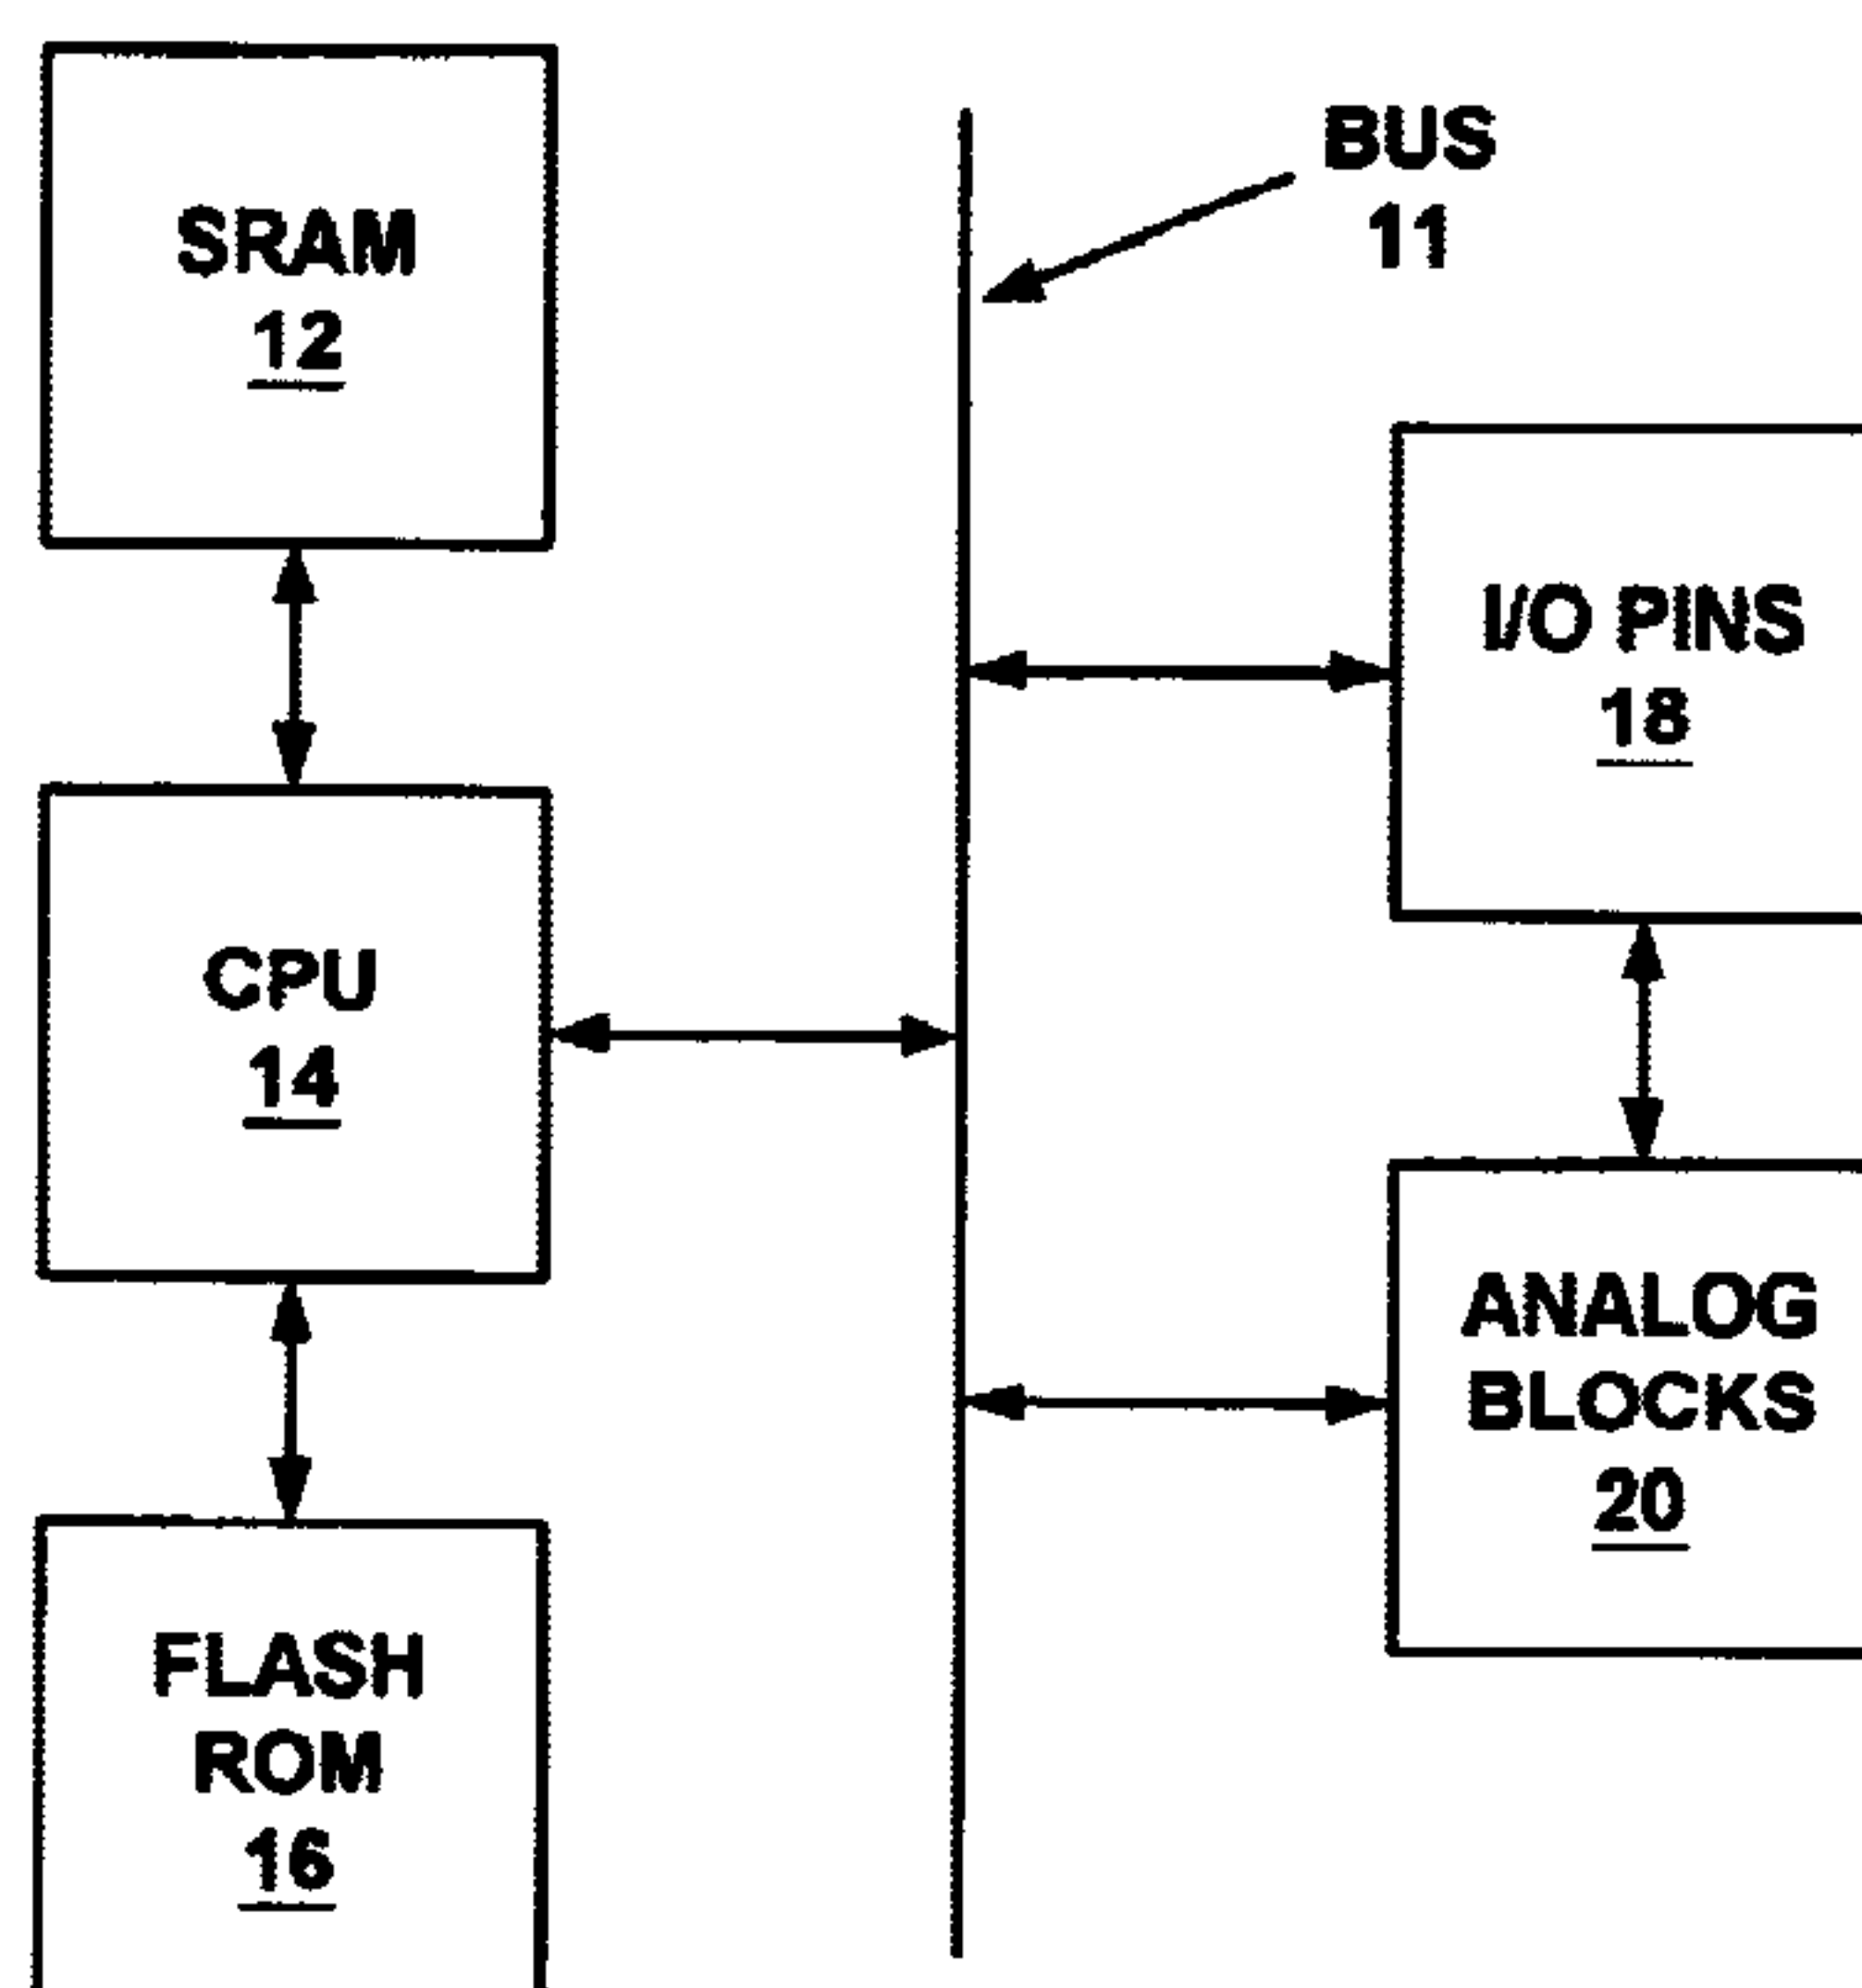 SRAM
12
BUS
11
I/O PINS
18
CPU
14
ANALOG
BLOCKS
20
FLASH
ROM
16